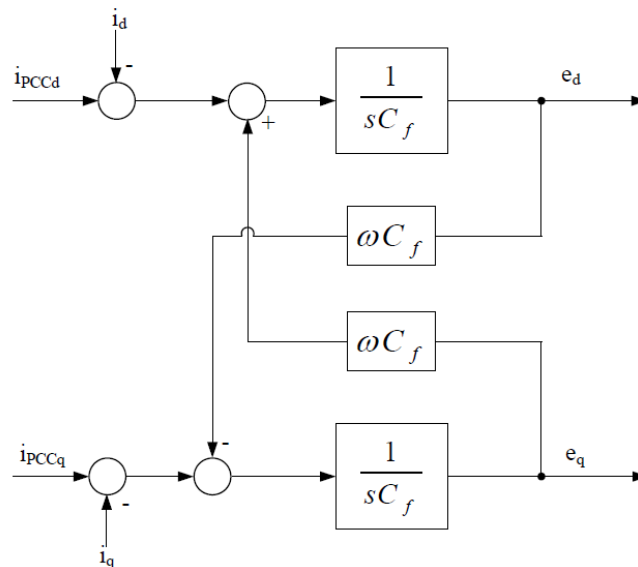 i_d
-
i_PCCd
+
1
sC_f
e_d
ωC_f
ωC_f
-
i_PCCq
-
1
sC_f
e_q
i_q